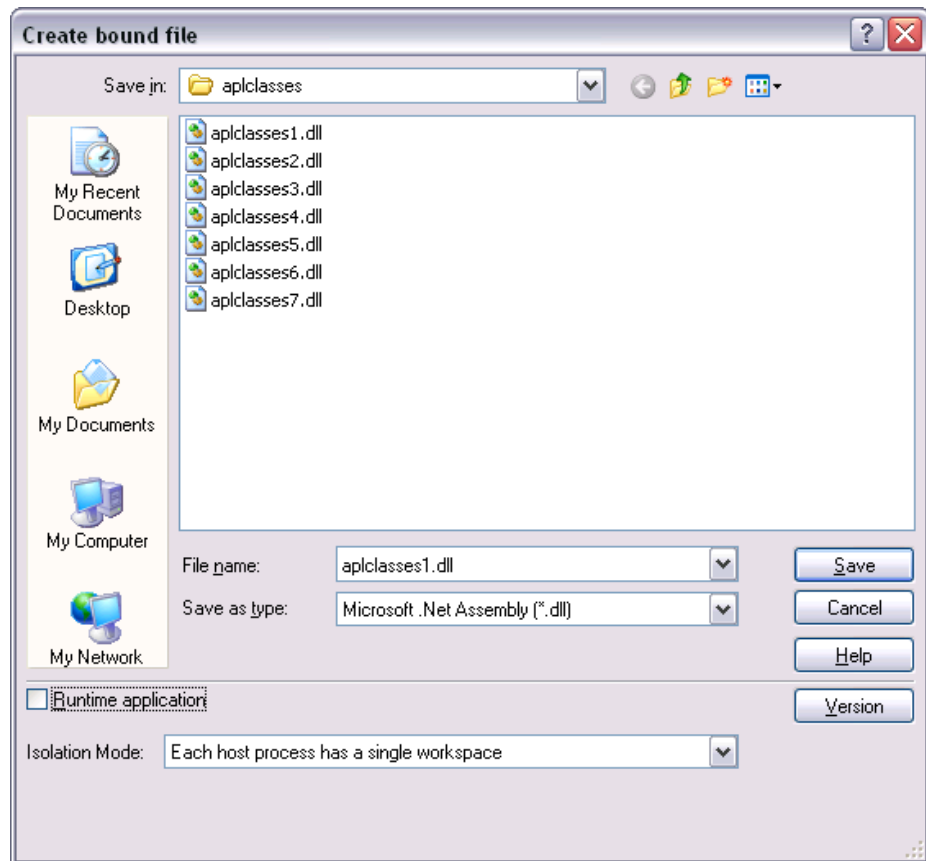 Create bound file
Save in:
aplclasses
My Recent
Documents
Desktop
My Documents
My Computer
My Network
aplclasses1.dll
aplclasses2.dll
aplclasses3.dll
aplclasses4.dll
aplclasses5.dll
aplclasses6.dll
aplclasses7.dll
File name:
aplclasses1.dll
Save
Save as type:
Microsoft .Net Assembly (*.dll)
Cancel
Help
Runtime application
Version
Isolation Mode:
Each host process has a single workspace